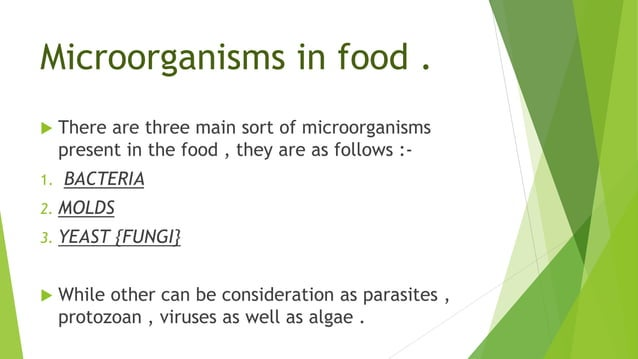 Microorganisms in food .
There are three main sort of microorganisms
present in the food , they are as follows :-
1. BACTERIA
2. MOLDS
3. YEAST {FUNGI}
While other can be consideration as parasites ,
protozoan , viruses as well as algae .